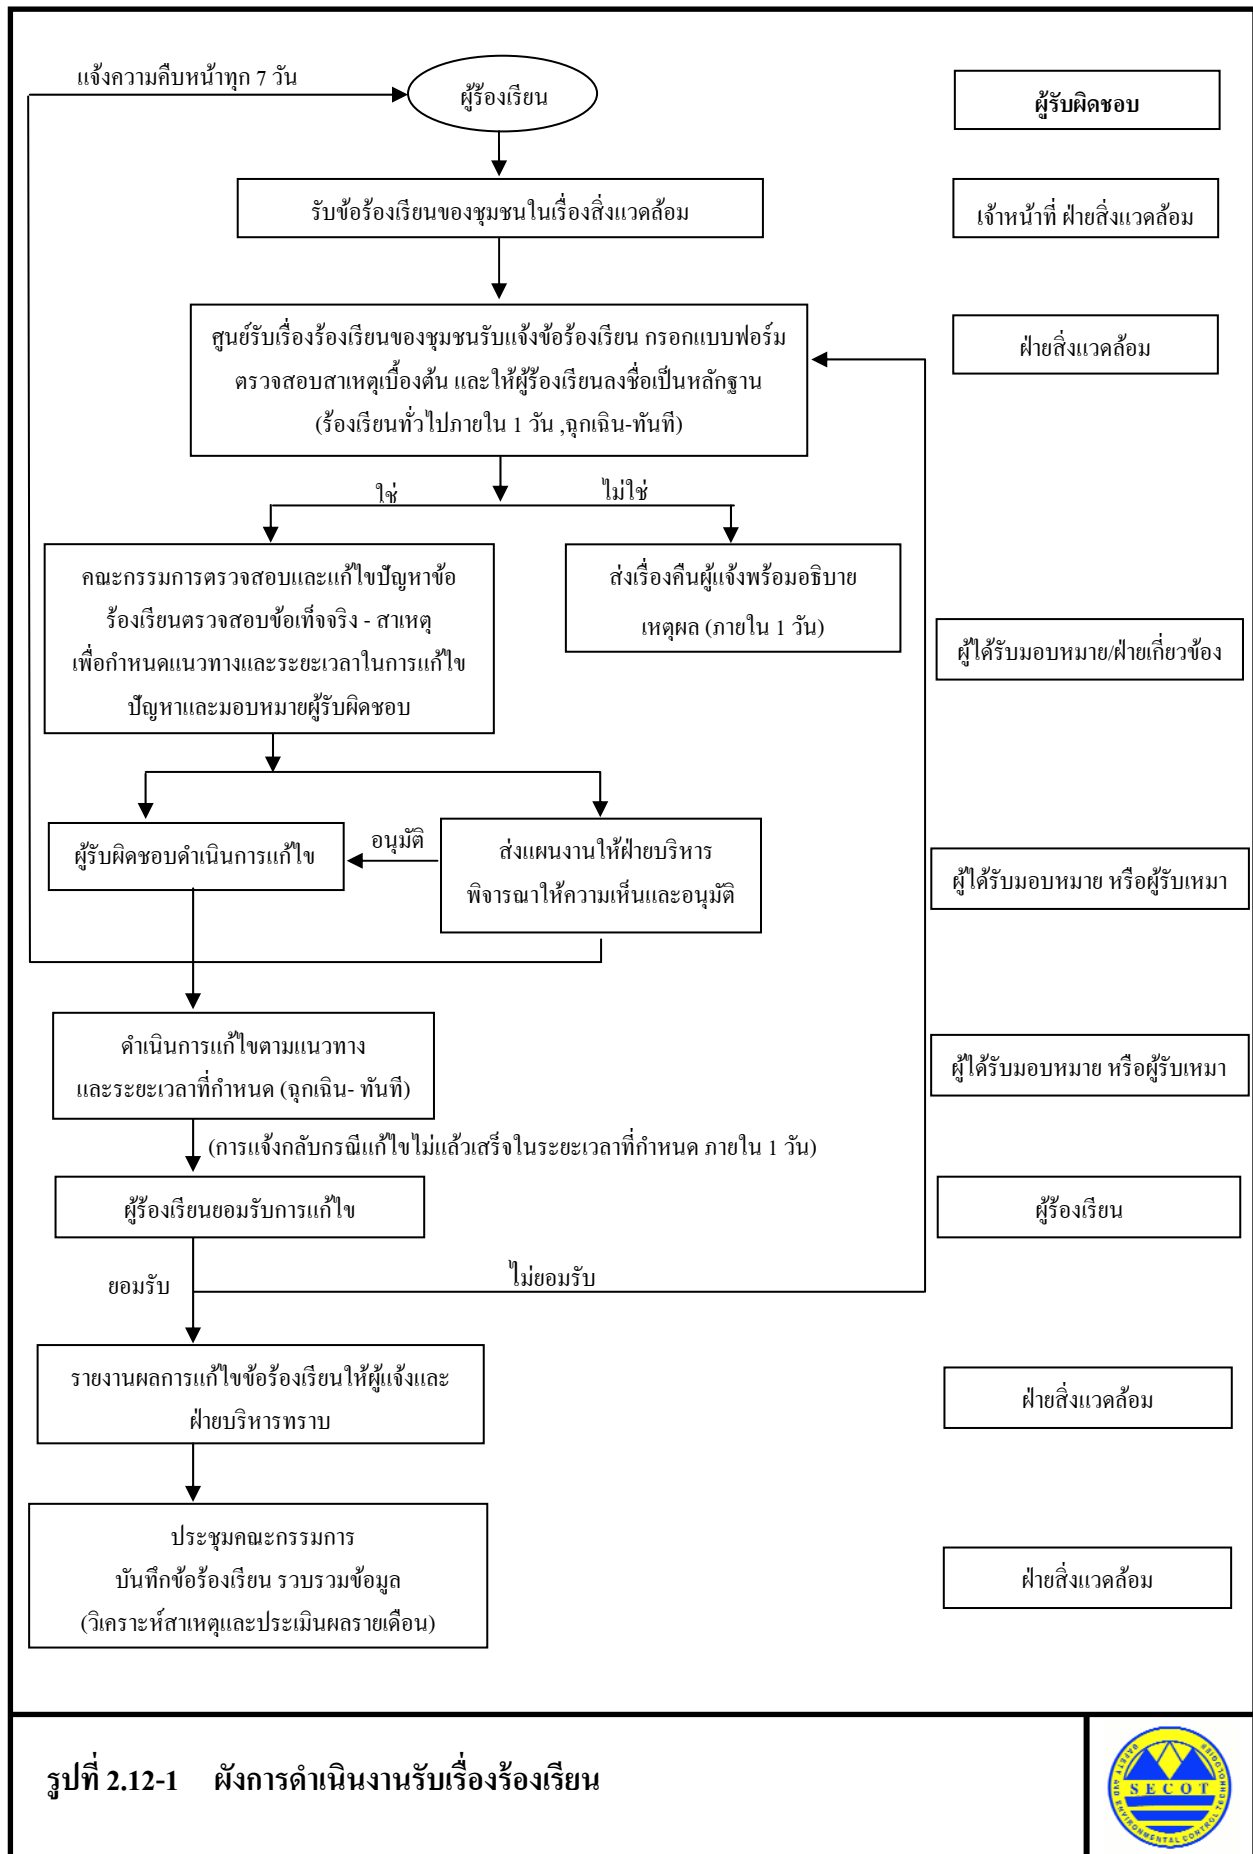 แจ้งความคืบหน้าทุก 7 วัน
ผู้ร้องเรียน
ผู้รับผิดชอบ
รับข้อร้องเรียนของชุมชนในเรื่องสิ่งแวดล้อม
เจ้าหน้าที่ ฝ่ายสิ่งแวดล้อม
ศูนย์รับเรื่องร้องเรียนของชุมชนรับแจ้งข้อร้องเรียน กรอกแบบฟอร์ม
ตรวจสอบสาเหตุเบื้องต้น และให้ผู้ร้องเรียนลงชื่อเป็นหลักฐาน
(ร้องเรียนทั่วไปภายใน 1 วัน ,ฉุกเฉิน-ทันที)
ฝ่ายสิ่งแวดล้อม
ใช่
ไม่ใช่
คณะกรรมการตรวจสอบและแก้ไขปัญหาข้อ
ร้องเรียนตรวจสอบข้อเท็จจริง - สาเหตุ
เพื่อกำหนดแนวทางและระยะเวลาในการแก้ไข
ปัญหาและมอบหมายผู้รับผิดชอบ
ส่งเรื่องคืนผู้แจ้งพร้อมอธิบาย
เหตุผล (ภายใน 1 วัน)
ผู้ได้รับมอบหมาย/ฝ่ายเกี่ยวข้อง
ผู้รับผิดชอบดำเนินการแก้ไข
อนุมัติ
ส่งแผนงานให้ฝ่ายบริหาร
พิจารณาให้ความเห็นและอนุมัติ
ผู้ได้รับมอบหมาย หรือผู้รับเหมา
ดำเนินการแก้ไขตามแนวทาง
และระยะเวลาที่กำหนด (ฉุกเฉิน- ทันที)
ผู้ได้รับมอบหมาย หรือผู้รับเหมา
(การแจ้งกลับกรณีแก้ไขไม่แล้วเสร็จในระยะเวลาที่กำหนด ภายใน 1 วัน)
ผู้ร้องเรียนยอมรับการแก้ไข
ผู้ร้องเรียน
ยอมรับ
ไม่ยอมรับ
รายงานผลการแก้ไขข้อร้องเรียนให้ผู้แจ้งและ
ฝ่ายบริหารทราบ
ฝ่ายสิ่งแวดล้อม
ประชุมคณะกรรมการ
บันทึกข้อร้องเรียน รวบรวมข้อมูล
(วิเคราะห์สาเหตุและประเมินผลรายเดือน)
ฝ่ายสิ่งแวดล้อม
รูปที่ 2.12-1 ผังการดำเนินงานรับเรื่องร้องเรียน
SECOT
SAFETY AND ENVIRONMENTAL CONTROL TECHNOLOGIES